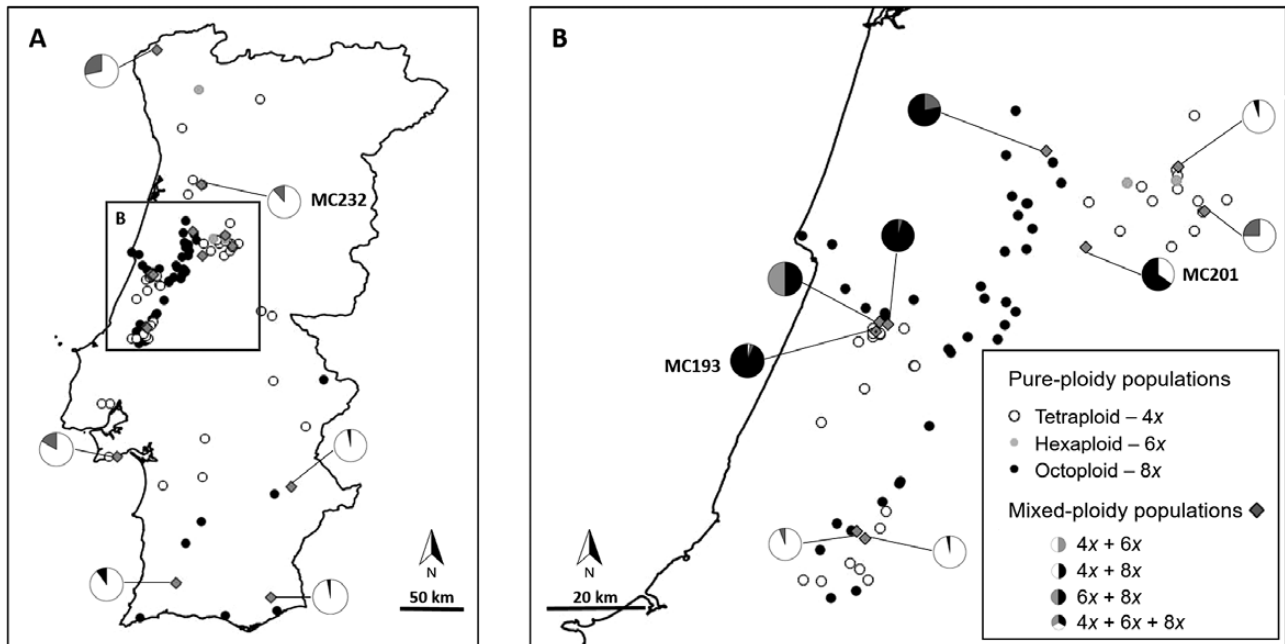 A
MC232
B
N
50 km
B
MC201
MC193
N
20 km
Pure-ploidy populations
Tetraploid – 4x
Hexaploid – 6x
Octoploid – 8x
Mixed-ploidy populations
4x + 6x
4x + 8x
6x + 8x
4x + 6x + 8x